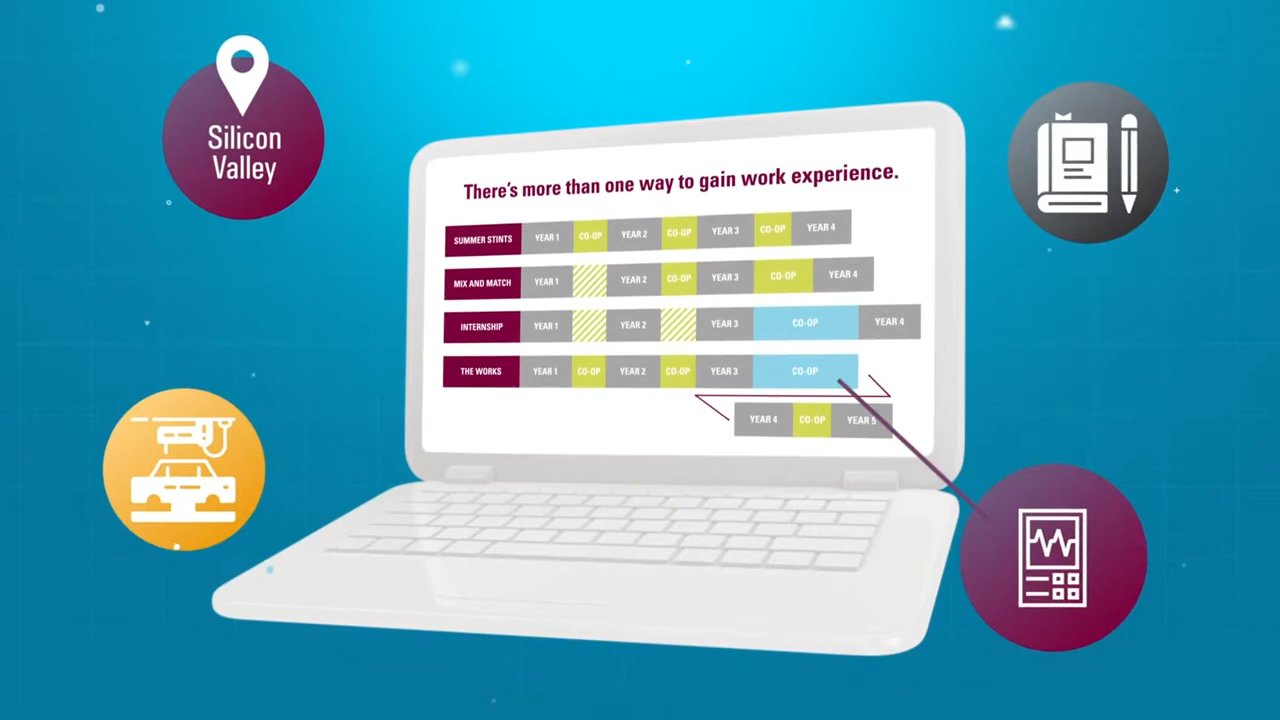 Silicon
Valley
There's more than one way to gain work experience.
SUMMER STINTS YEAR 1 CO-OP YEAR 2 CO-OP YEAR 3 CO-OP YEAR 4
MIX AND MATCH YEAR 1 YEAR 2 CO-OP YEAR 3 CO-OP YEAR 4
INTERNSHIP YEAR 1 YEAR 2 YEAR 3 CO-OP YEAR 4
THE WORKS YEAR 1 CO-OP YEAR 2 CO-OP YEAR 3 CO-OP
YEAR 4 CO-OP YEAR 5